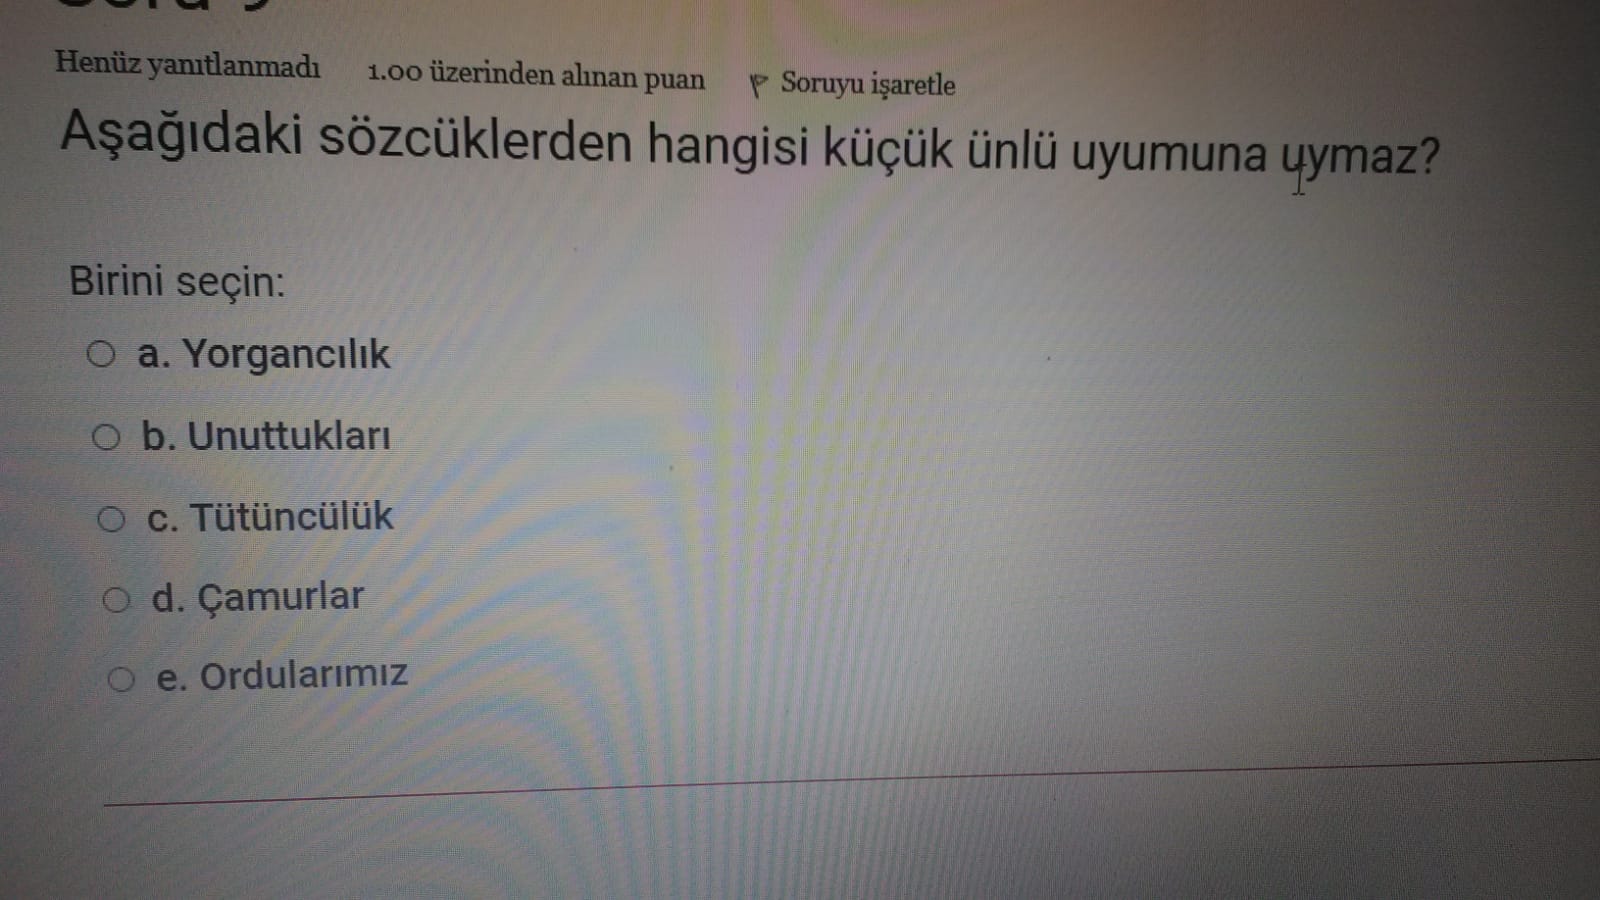 Henüz yanıtlanmadı 1.00 üzerinden alınan puan Soruyu işaretle
Aşağıdaki sözcüklerden hangisi küçük ünlü uyumuna uymaz?
Birini seçin:
a. Yorgancılık
b. Unuttukları
c. Tütüncülük
d. Çamurlar
e. Ordularımız